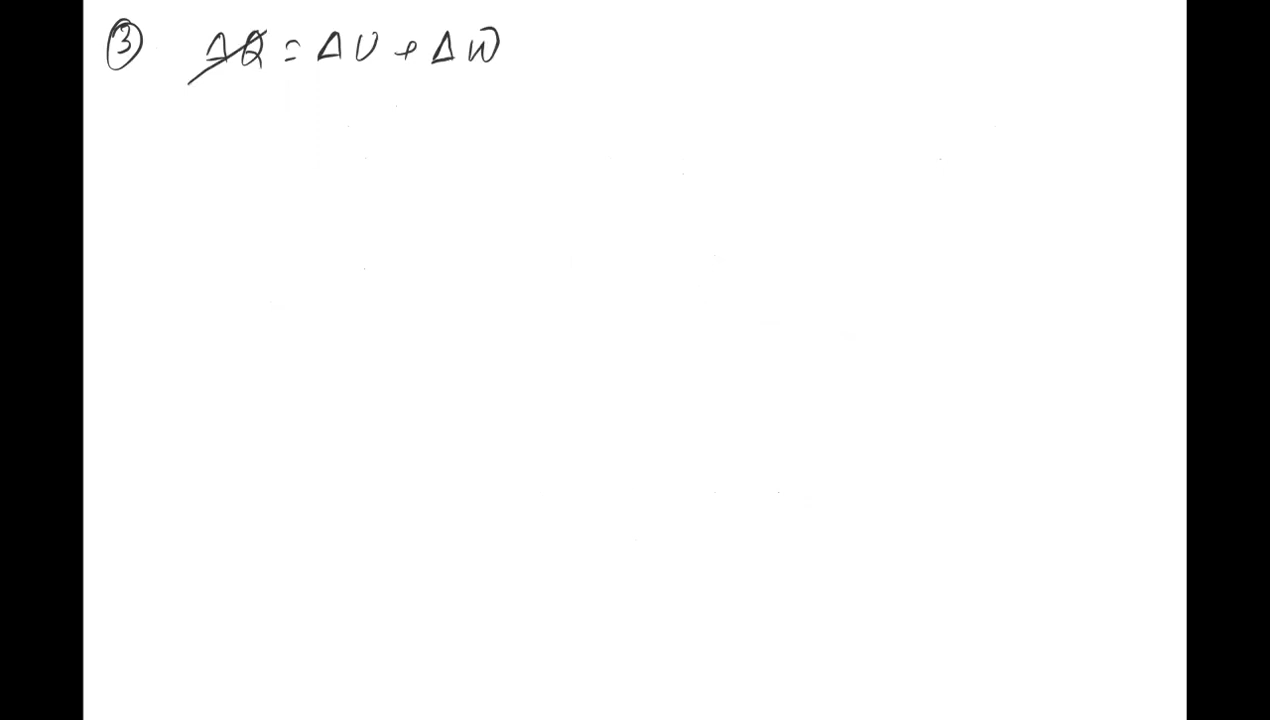 ③ ΔQ = ΔU + ΔW